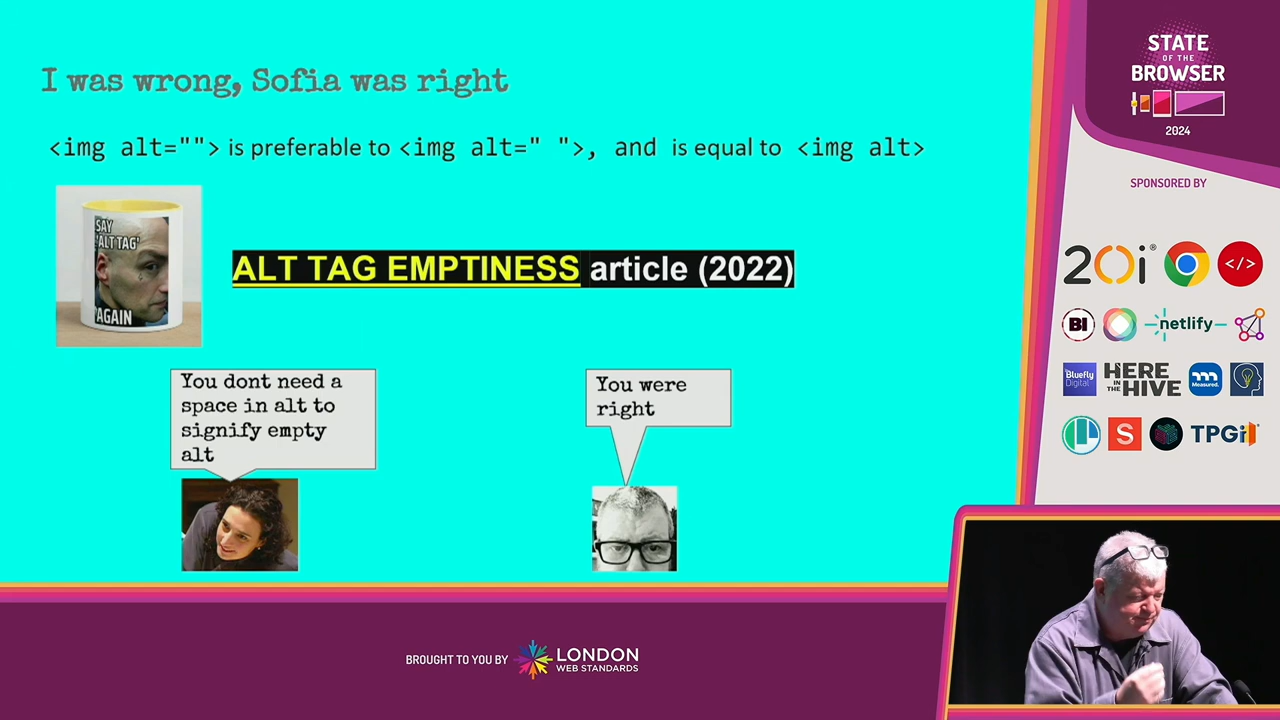 I was wrong, Sofia was right
<img alt=""> is preferable to <img alt=" ">, and is equal to <img alt>
SAY
'ALT TAG'
AGAIN
ALT TAG EMPTINESS article (2022)
You dont need a
space in alt to
signify empty
alt
You were
right
BROUGHT TO YOU BY
LONDON
WEB STANDARDS
STATE
OF THE
BROWSER
2024
SPONSORED BY
20i®
</>
BI
netlify
Bluefly
Digital
HERE
IN THE
HIVE
m
Measured.
S
TPGi